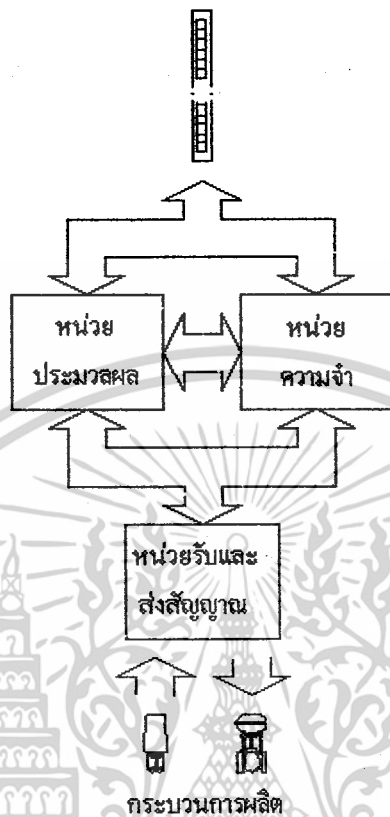 หน่วย
ประมวลผล
หน่วย
ความจำ
หน่วยรับและ
ส่งสัญญาณ
กระบวนการผลิต